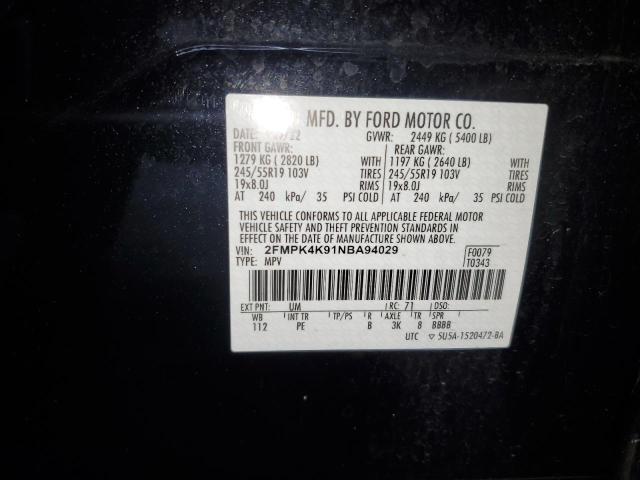 MFD. BY FORD MOTOR CO.
DATE: /22 GVWR: 2449 KG (5400 LB)
FRONT GAWR: REAR GAWR:
1279 KG (2820 LB) WITH 1197 KG (2640 LB) WITH
245/55R19 103V TIRES 245/55R19 103V TIRES
19x8.0J RIMS 19x8.0J RIMS
AT 240 kPa/ 35 PSI COLD AT 240 kPa/ 35 PSI COLD
THIS VEHICLE CONFORMS TO ALL APPLICABLE FEDERAL MOTOR
VEHICLE SAFETY AND THEFT PREVENTION STANDARDS IN
EFFECT ON THE DATE OF MANUFACTURE SHOWN ABOVE.
VIN: 2FMPK4K91NBA94029 F0079
TYPE: MPV T0343
EXT PNT: UM RC: 71 DSO:
WB INT TR TP/PS R AXLE TR SPR
112 PE B 3K 8 BBBB
UTC 5U5A-1520472-BA